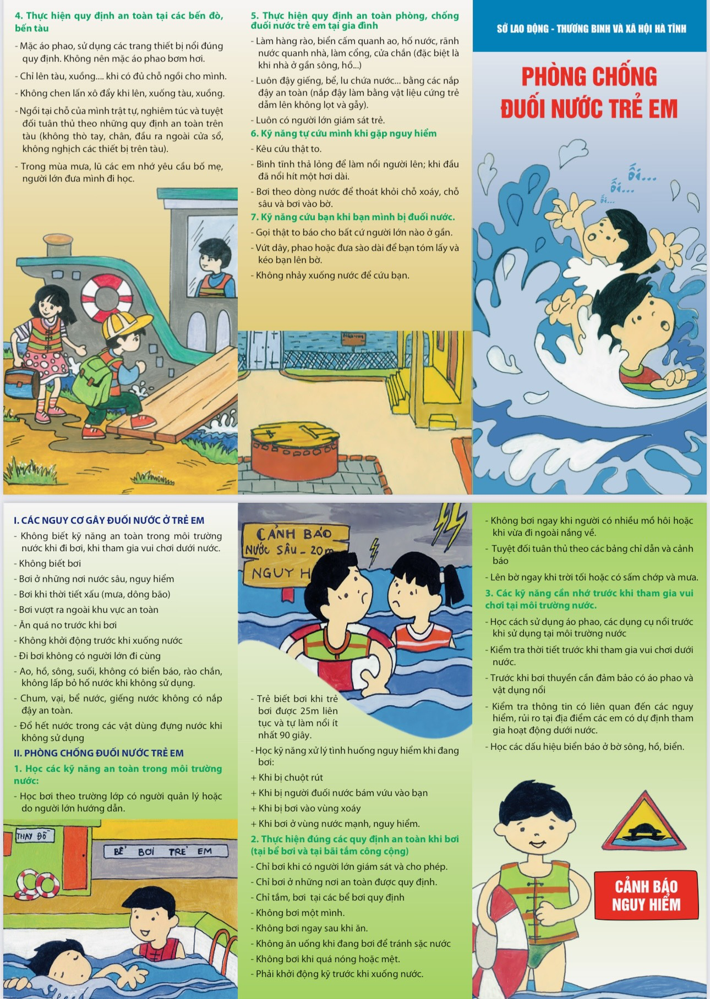 4. Thực hiện quy định an toàn tại các bến đò,
bến tàu
- Mặc áo phao, sử dụng các trang thiết bị nổi đúng
quy định. Không nên mặc áo phao bơm hơi.
- Chỉ lên tàu, xuồng.... khi có đủ chỗ ngồi cho mình.
- Không chen lấn xô đẩy khi lên, xuống tàu, xuồng.
- Ngồi tại chỗ của mình trật tự, nghiêm túc và tuyệt
đối tuân thủ theo những quy định an toàn trên
tàu (không thò tay, chân, đầu ra ngoài cửa sổ,
không nghịch các thiết bị trên tàu).
- Trong mùa mưa, lũ các em nhớ yêu cầu bố mẹ,
người lớn đưa mình đi học.
5. Thực hiện quy định an toàn phòng, chống
đuối nước trẻ em tại gia đình
- Làm hàng rào, biển cấm quanh ao, hố nước, rãnh
nước quanh nhà, làm cổng, cửa chắn (đặc biệt là
khi nhà ở gần sông, hồ...)
- Luôn đậy giếng, bể, lu chứa nước... bằng các nắp
đậy an toàn (nắp đậy làm bằng vật liệu cứng trẻ
dẫm lên không lọt và gẫy).
- Luôn có người lớn giám sát trẻ.
6. Kỹ năng tự cứu mình khi gặp nguy hiểm
- Kêu cứu thật to.
- Bình tĩnh thả lỏng để làm nổi người lên; khi đầu
đã nổi hít một hơi dài.
- Bơi theo dòng nước để thoát khỏi chỗ xoáy, chỗ
sâu và bơi vào bờ.
7. Kỹ năng cứu bạn khi bạn mình bị đuối nước.
- Gọi thật to báo cho bất cứ người lớn nào ở gần.
- Vứt dây, phao hoặc đưa sào dài để bạn tóm lấy và
kéo bạn lên bờ.
- Không nhảy xuống nước để cứu bạn.
SỞ LAO ĐỘNG - THƯƠNG BINH VÀ XÃ HỘI HÀ TĨNH
PHÒNG CHỐNG
ĐUỐI NƯỚC TRẺ EM
ối...
ối...
ối...
I. CÁC NGUY CƠ GÂY ĐUỐI NƯỚC Ở TRẺ EM
- Không biết kỹ năng an toàn trong môi trường
nước khi đi bơi, khi tham gia vui chơi dưới nước.
- Không biết bơi
- Bơi ở những nơi nước sâu, nguy hiểm
- Bơi khi thời tiết xấu (mưa, dông bão)
- Bơi vượt ra ngoài khu vực an toàn
- Ăn quá no trước khi bơi
- Không khởi động trước khi xuống nước
- Đi bơi không có người lớn đi cùng
- Ao, hồ, sông, suối, không có biển báo, rào chắn,
không lấp bỏ hố nước khi không sử dụng.
- Chum, vại, bể nước, giếng nước không có nắp
đậy an toàn.
- Đổ hết nước trong các vật dùng đựng nước khi
không sử dụng
II. PHÒNG CHỐNG ĐUỐI NƯỚC TRẺ EM
1. Học các kỹ năng an toàn trong môi trường
nước:
- Học bơi theo trường lớp có người quản lý hoặc
do người lớn hướng dẫn.
THAY ĐỒ
BỂ BƠI TRẺ EM
CẢNH BÁO
NƯỚC SÂU - 20m
NGUY H
- Trẻ biết bơi khi trẻ
bơi được 25m liên
tục và tự làm nổi ít
nhất 90 giây.
- Học kỹ năng xử lý tình huống nguy hiểm khi đang
bơi:
+ Khi bị chuột rút
+ Khi bị người đuối nước bám vứu vào bạn
+ Khi bị bơi vào vùng xoáy
+ Khi bơi ở vùng nước mạnh, nguy hiểm.
2. Thực hiện đúng các quy định an toàn khi bơi
(tại bể bơi và tại bãi tắm công cộng)
- Chỉ bơi khi có người lớn giám sát và cho phép.
- Chỉ bơi ở những nơi an toàn được quy định.
- Chỉ tắm, bơi tại các bể bơi quy định
- Không bơi một mình.
- Không bơi ngay sau khi ăn.
- Không ăn uống khi đang bơi để tránh sặc nước
- Không bơi khi quá nóng hoặc mệt.
- Phải khởi động kỹ trước khi xuống nước.
- Không bơi ngay khi người có nhiều mồ hôi hoặc
khi vừa đi ngoài nắng về.
- Tuyệt đối tuân thủ theo các bảng chỉ dẫn và cảnh
báo
- Lên bờ ngay khi trời tối hoặc có sấm chớp và mưa.
3. Các kỹ năng cần nhớ trước khi tham gia vui
chơi tại môi trường nước.
- Học cách sử dụng áo phao, các dụng cụ nổi trước
khi sử dụng tại môi trường nước
- Kiểm tra thời tiết trước khi tham gia vui chơi dưới
nước.
- Trước khi bơi thuyền cần đảm bảo có áo phao và
vật dụng nổi
- Kiểm tra thông tin có liên quan đến các nguy
hiểm, rủi ro tại địa điểm các em có dự định tham
gia hoạt động dưới nước.
- Học các dấu hiệu biển báo ở bờ sông, hồ, biển.
CẢNH BÁO
NGUY HIỂM